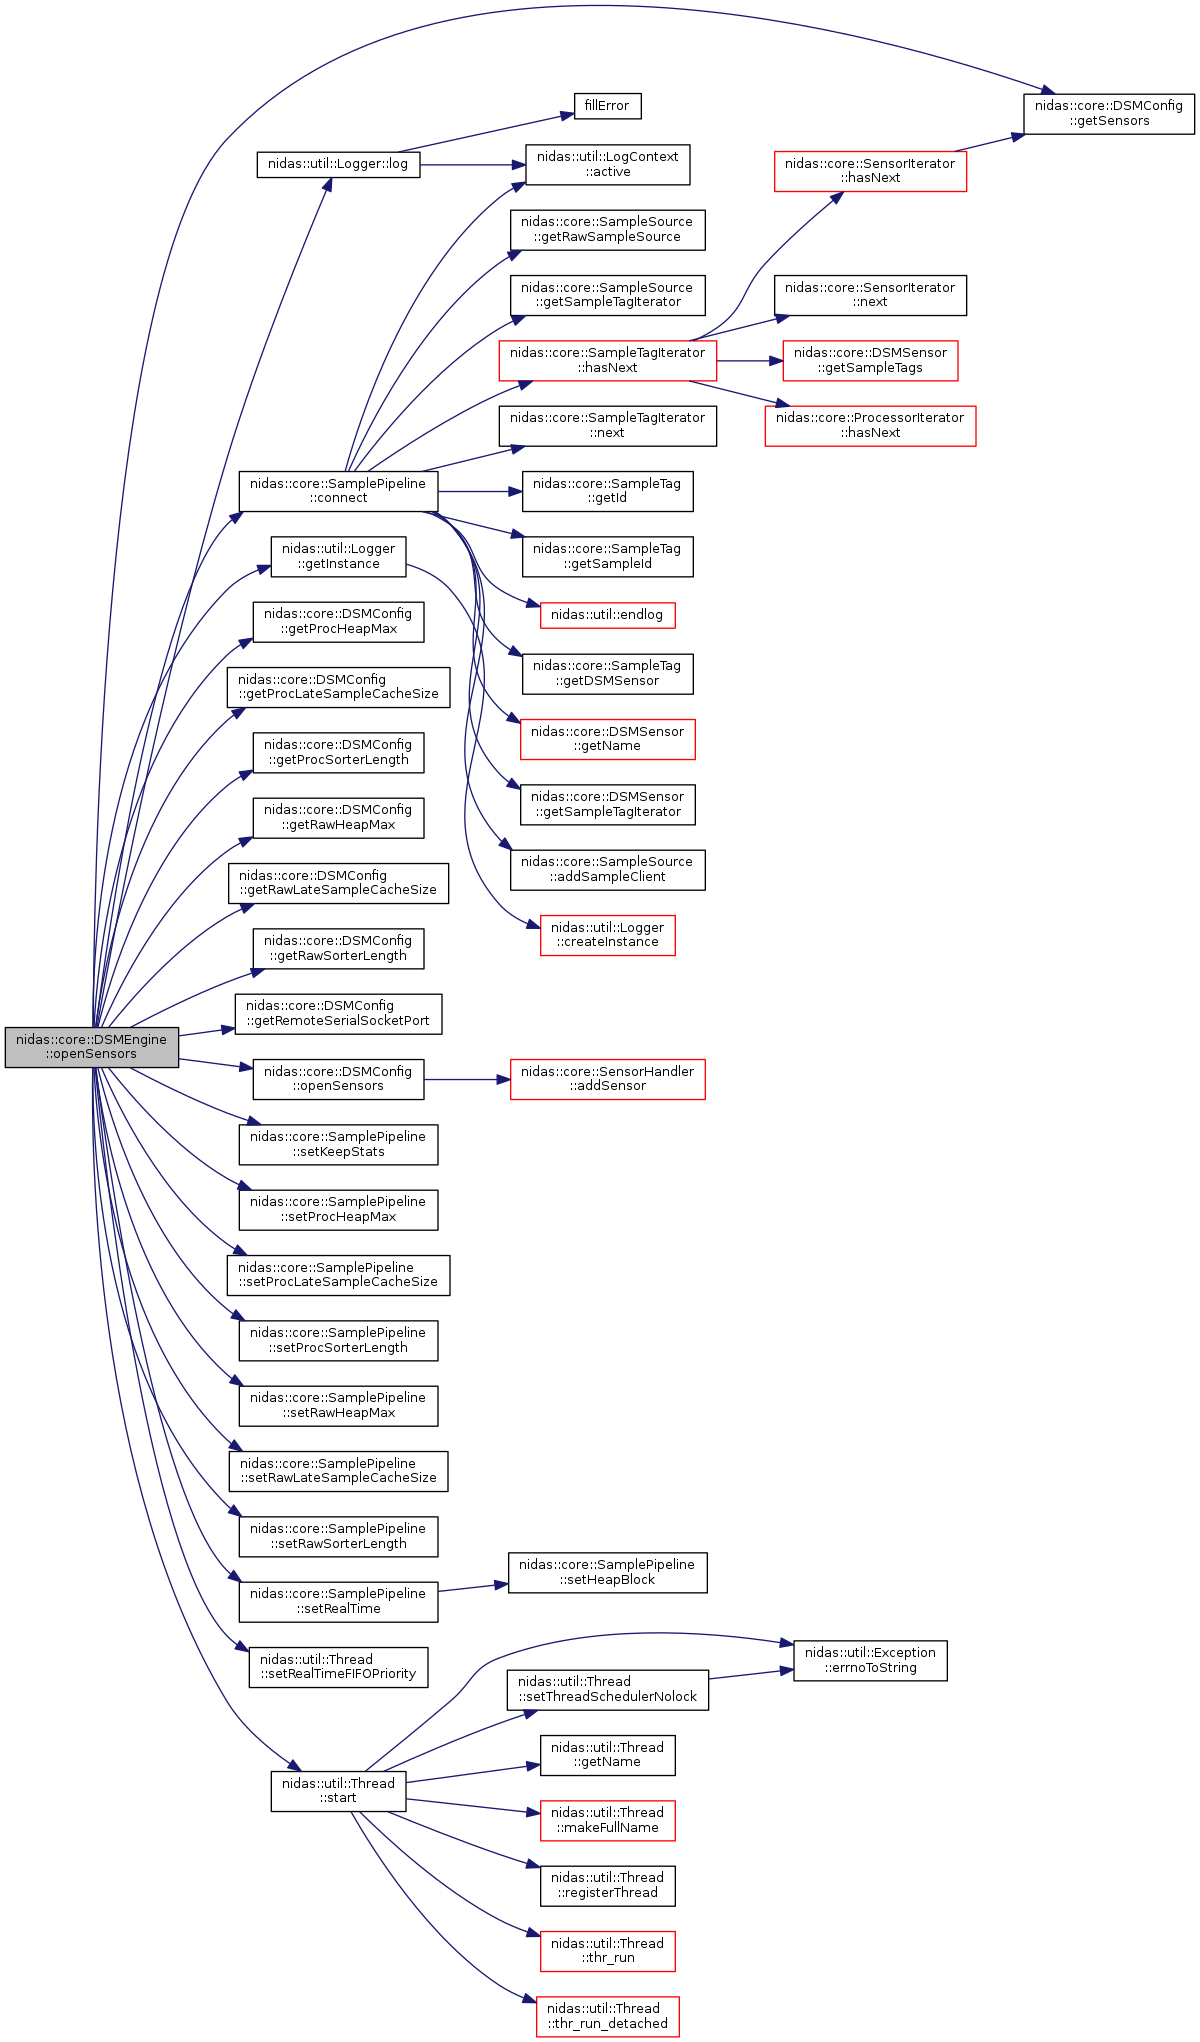 nidas::core::DSMConfig
::getSensors
fillError
nidas::util::Logger::log
nidas::util::LogContext
::active
nidas::core::SensorIterator
::hasNext
nidas::core::SampleSource
::getRawSampleSource
nidas::core::SampleSource
::getSampleTagIterator
nidas::core::SensorIterator
::next
nidas::core::SampleTagIterator
::hasNext
nidas::core::DSMSensor
::getSampleTags
nidas::core::SampleTagIterator
::next
nidas::core::ProcessorIterator
::hasNext
nidas::core::SamplePipeline
::connect
nidas::core::SampleTag
::getId
nidas::util::Logger
::getInstance
nidas::core::SampleTag
::getSampleId
nidas::core::DSMConfig
::getProcHeapMax
nidas::util::endlog
nidas::core::DSMConfig
::getProcLateSampleCacheSize
nidas::core::SampleTag
::getDSMSensor
nidas::core::DSMConfig
::getProcSorterLength
nidas::core::DSMSensor
::getName
nidas::core::DSMConfig
::getRawHeapMax
nidas::core::DSMSensor
::getSampleTagIterator
nidas::core::DSMConfig
::getRawLateSampleCacheSize
nidas::core::SampleSource
::addSampleClient
nidas::core::DSMConfig
::getRawSorterLength
nidas::util::Logger
::createInstance
nidas::core::DSMConfig
::getRemoteSerialSocketPort
nidas::core::DSMEngine
::openSensors
nidas::core::DSMConfig
::openSensors
nidas::core::SensorHandler
::addSensor
nidas::core::SamplePipeline
::setKeepStats
nidas::core::SamplePipeline
::setProcHeapMax
nidas::core::SamplePipeline
::setProcLateSampleCacheSize
nidas::core::SamplePipeline
::setProcSorterLength
nidas::core::SamplePipeline
::setRawHeapMax
nidas::core::SamplePipeline
::setRawLateSampleCacheSize
nidas::core::SamplePipeline
::setRawSorterLength
nidas::core::SamplePipeline
::setRealTime
nidas::core::SamplePipeline
::setHeapBlock
nidas::util::Thread
::setRealTimeFIFOPriority
nidas::util::Exception
::errnoToString
nidas::util::Thread
::setThreadSchedulerNolock
nidas::util::Thread
::getName
nidas::util::Thread
::start
nidas::util::Thread
::makeFullName
nidas::util::Thread
::registerThread
nidas::util::Thread
::thr_run
nidas::util::Thread
::thr_run_detached